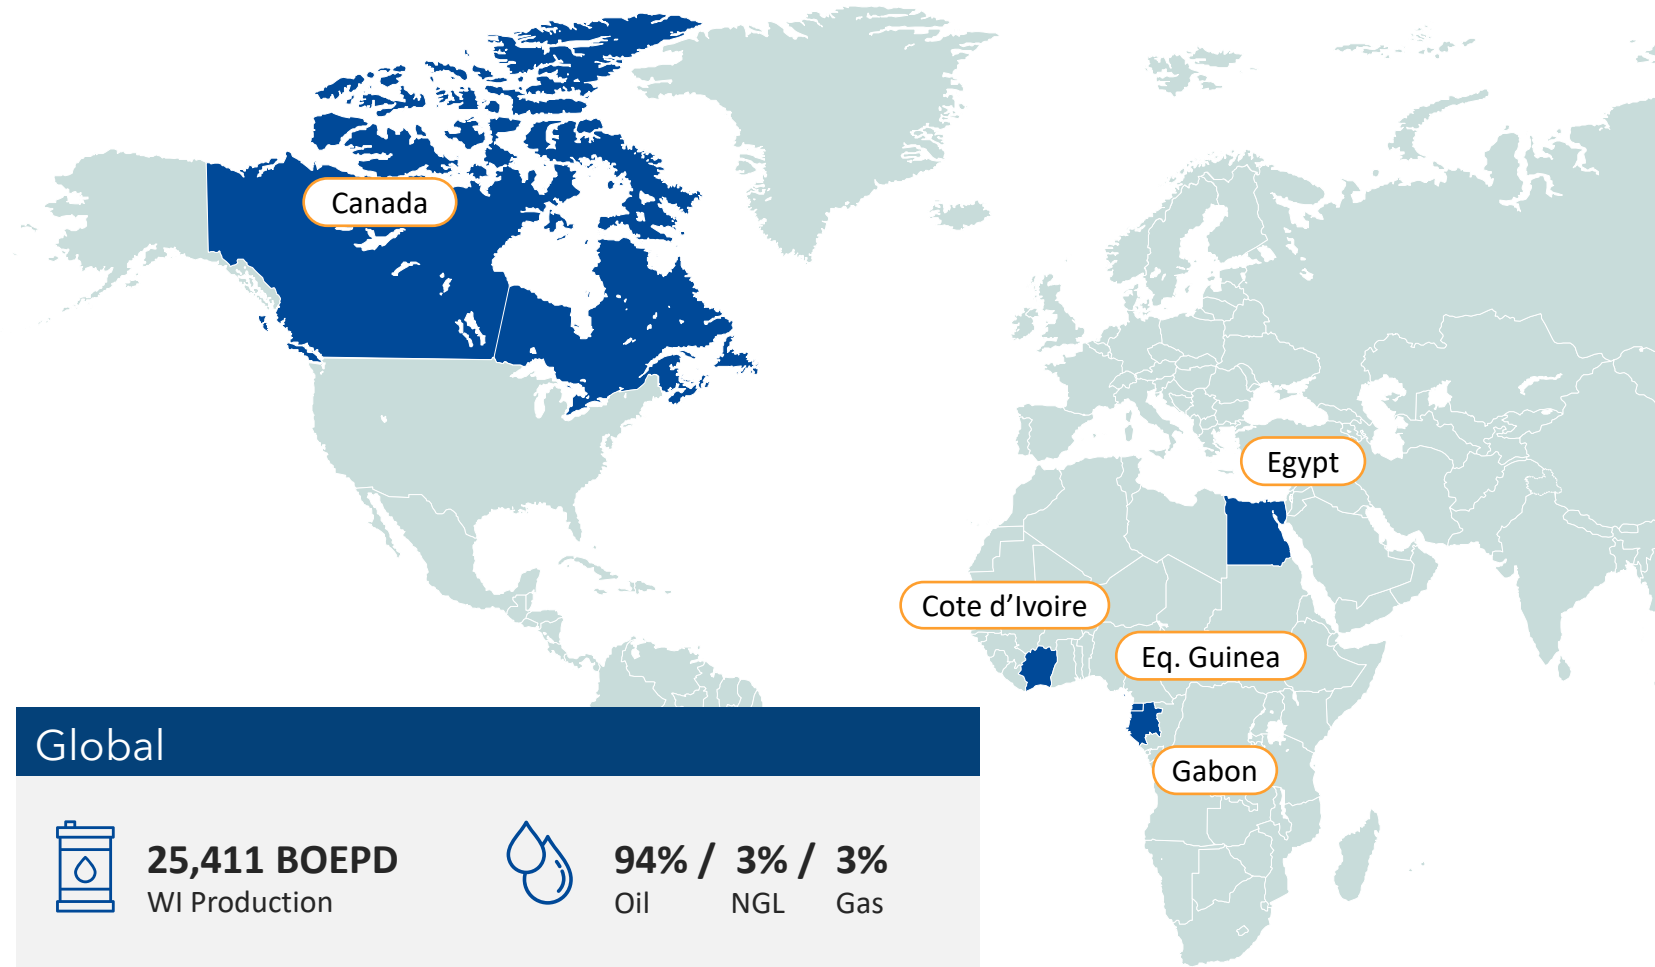 Canada
Egypt
Cote d’Ivoire
Eq. Guinea
Gabon
Global
25,411 BOEPD
WI Production
94% / 3% / 3%
Oil NGL Gas